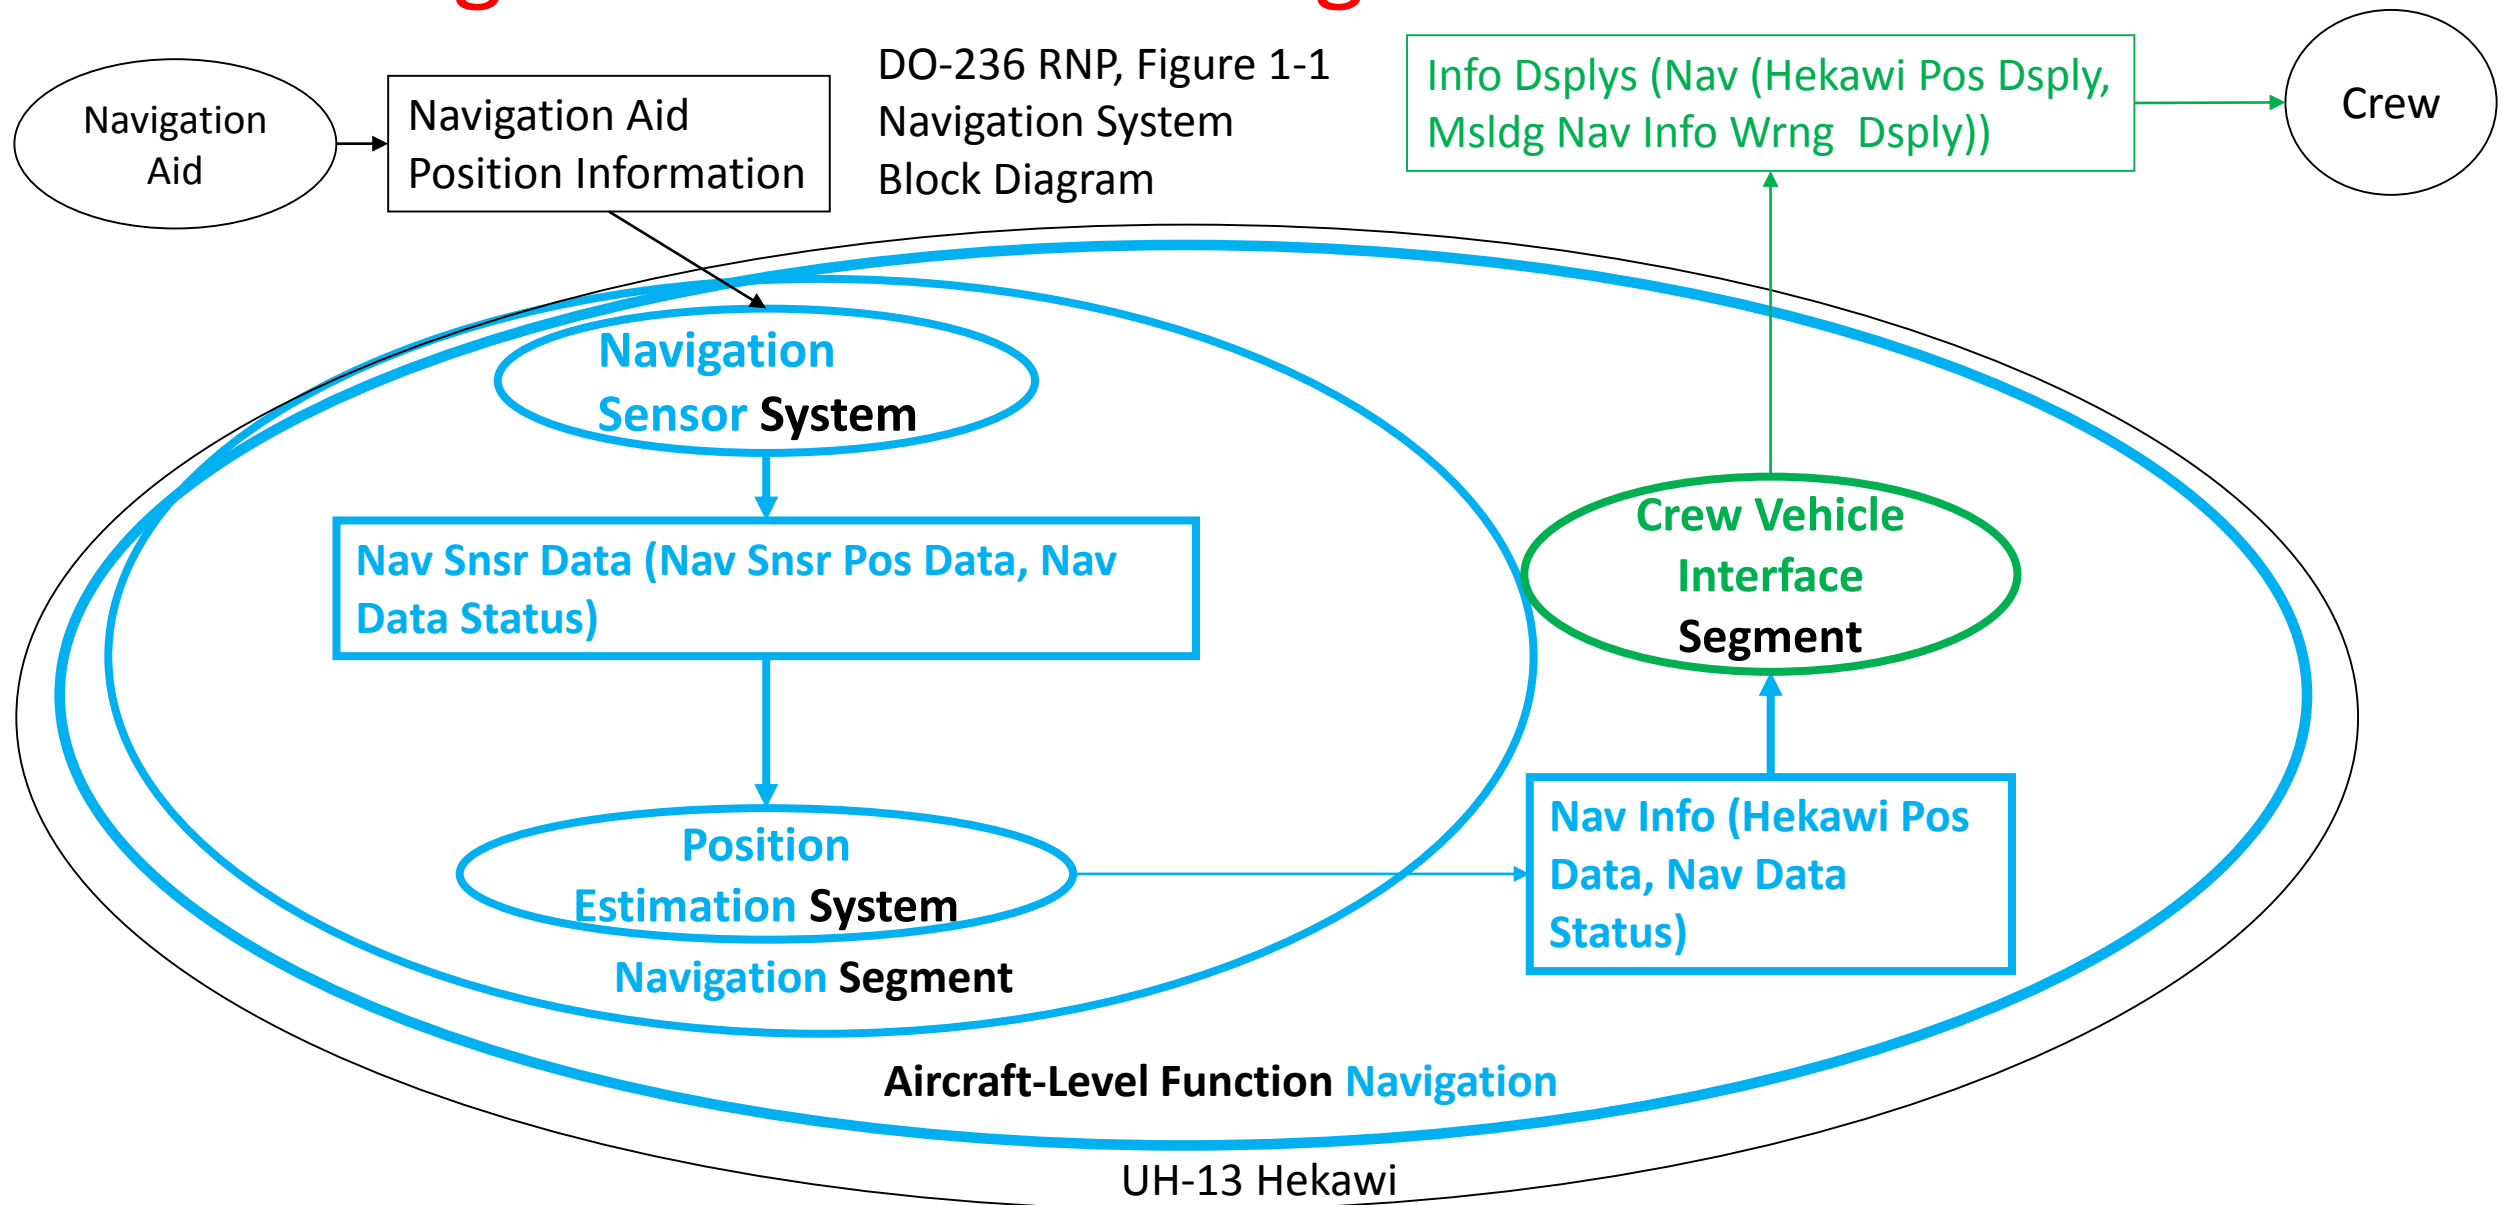 Navigation
Aid
Navigation Aid
Position Information
DO-236 RNP, Figure 1-1
Navigation System
Block Diagram
Info Dsplys (Nav (Hekawi Pos Dsply,
Msldg Nav Info Wrng  Dsply))
Crew
Navigation
Sensor System
Nav Snsr Data (Nav Snsr Pos Data, Nav
Data Status)
Crew Vehicle
Interface
Segment
Position
Estimation System
Nav Info (Hekawi Pos
Data, Nav Data
Status)
Navigation Segment
Aircraft-Level Function Navigation
UH-13 Hekawi